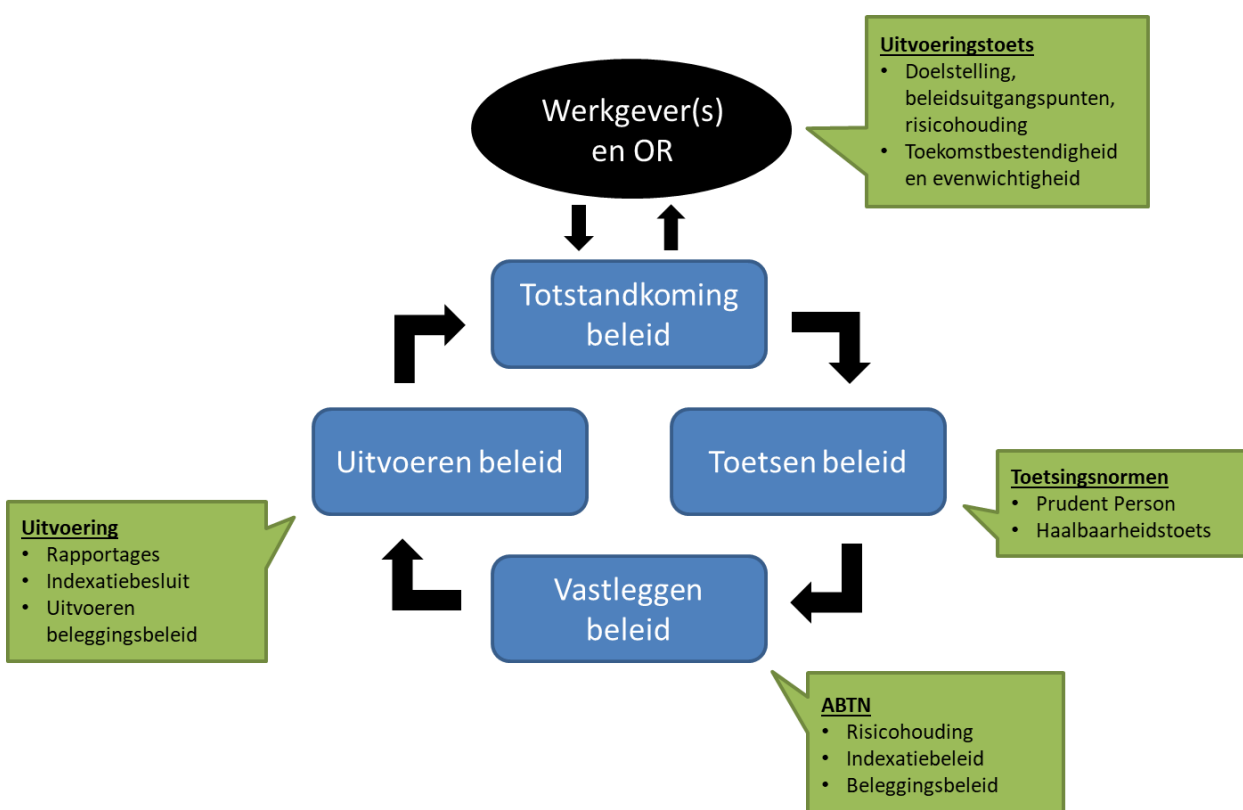 Uitvoeringstoets
• Doelstelling,
beleidsuitgangspunten,
risicohouding
• Toekomstbestendigheid
en evenwichtigheid
Werkgever(s)
en OR
Totstandkoming
beleid
Uitvoeren beleid
Toetsen beleid
Toetsingsnormen
• Prudent Person
• Haalbaarheidstoets
Uitvoering
• Rapportages
• Indexatiebesluit
• Uitvoeren
beleggingsbeleid
Vastleggen
beleid
ABTN
• Risicohouding
• Indexatiebeleid
• Beleggingsbeleid